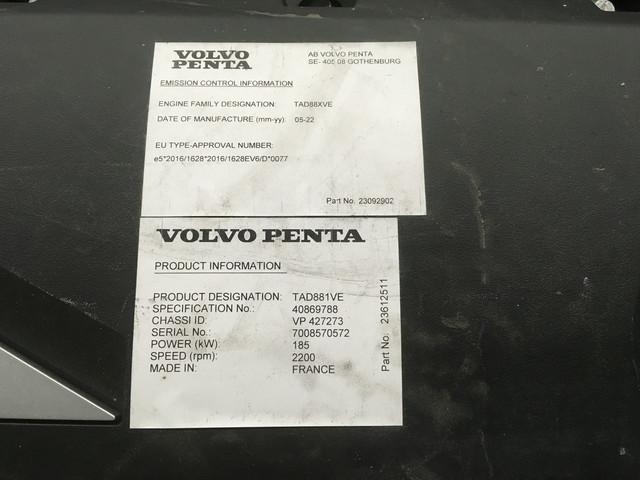 VOLVO
PENTA
AB VOLVO PENTA
SE- 405 08 GOTHENBURG
EMISSION CONTROL INFORMATION
ENGINE FAMILY DESIGNATION: TAD88XVE
DATE OF MANUFACTURE (mm-yy): 05-22
EU TYPE-APPROVAL NUMBER:
e5*2016/1628*2016/1628EV6/D*0077
Part No. 23092902
VOLVO PENTA
PRODUCT INFORMATION
PRODUCT DESIGNATION: TAD881VE
SPECIFICATION No.: 40869788
CHASSI ID: VP 427273
SERIAL No.: 7008570572
POWER (kW): 185
SPEED (rpm): 2200
MADE IN: FRANCE
Part No. 23612511